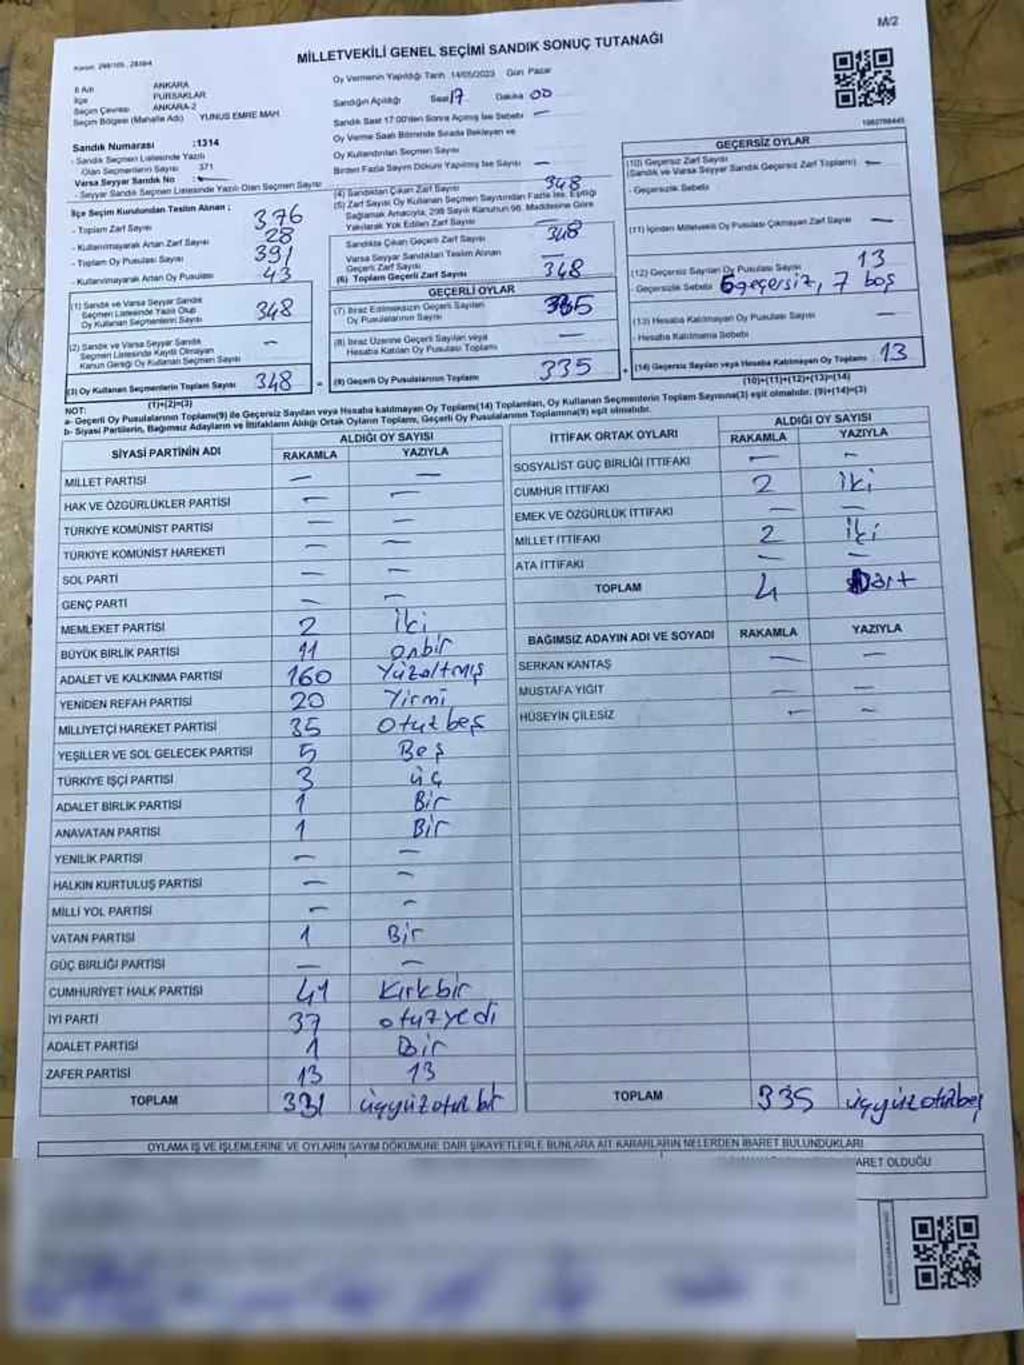 M/2
MİLLETVEKİLİ GENEL SEÇİMİ SANDIK SONUÇ TUTANAĞI
İl Adı ANKARA
İlçe PURSAKLAR
Seçim Çevresi ANKARA-2
Seçim Bölgesi (Mahalle Adı) YUNUS EMRE MAH.
Sandık Numarası :1314
- Sandık Seçmen Listesinde Yazılı
Olan Seçmenlerin Sayısı 371
Varsa Seyyar Sandık No : —
- Seyyar Sandık Seçmen Listesinde Yazılı Olan Seçmen Sayısı
İlçe Seçim Kurulundan Teslim Alınan :
- Toplam Zarf Sayısı 376
- Kullanılmayarak Artan Zarf Sayısı 28
- Toplam Oy Pusulası Sayısı 391
- Kullanılmayarak Artan Oy Pusulası 43
(1) Sandık ve Varsa Seyyar Sandık
Seçmen Listesinde Yazılı Olup
Oy Kullanan Seçmenlerin Sayısı 348
(2) Sandık ve Varsa Seyyar Sandık
Seçmen Listesinde Kaydı Olmayan
Kanun Gereği Oy Kullanan Seçmen Sayısı —
(3) Oy Kullanan Seçmenlerin Toplam Sayısı 348
(1)+(2)=(3)
Oy Vermenin Yapıldığı Tarih 14/05/2023 Gün Pazar
Sandığın Açıldığı Saat 17 Dakika 00
Sandık Saat 17:00'den Sonra Açılmış İse Sebebi —
Oy Verme Saati Bitiminde Sırada Bekleyen ve
Oy Kullandırılan Seçmen Sayısı
Birden Fazla Sayım Döküm Yapılmış İse Sayısı —
(4) Sandıktan Çıkan Zarf Sayısı 348
(5) Zarf Sayısı Oy Kullanan Seçmen Sayısından Fazla İse, Eşitliği
Sağlamak Amacıyla, 298 Sayılı Kanunun 98. Maddesine Göre
Yakılarak Yok Edilen Zarf Sayısı —
Sandıkta Çıkan Geçerli Zarf Sayısı 348
Varsa Seyyar Sandıktan Teslim Alınan
Geçerli Zarf Sayısı —
(6) Toplam Geçerli Zarf Sayısı 348
GEÇERLİ OYLAR
(7) İtiraz Edilmeksizin Geçerli Sayılan
Oy Pusulalarının Sayısı 335
(8) İtiraz Üzerine Geçerli Sayılan veya
Hesaba Katılan Oy Pusulası Toplamı —
(9) Geçerli Oy Pusulalarının Toplamı 335
GEÇERSİZ OYLAR
(10) Geçersiz Zarf Sayısı
(Sandık ve Varsa Seyyar Sandık Geçersiz Zarf Toplamı) —
- Geçersizlik Sebebi
(11) İçinden Milletvekili Oy Pusulası Çıkmayan Zarf Sayısı —
(12) Geçersiz Sayılan Oy Pusulası Sayısı 13
- Geçersizlik Sebebi 6 geçersiz, 7 boş
(13) Hesaba Katılmayan Oy Pusulası Sayısı —
- Hesaba Katılmama Sebebi
(14) Geçersiz Sayılan veya Hesaba Katılmayan Oy Pusulası Toplamı 13
(10)+(11)+(12)+(13)=(14)
NOT:
a- Geçerli Oy Pusulalarının Toplamı(9) ile Geçersiz Sayılan veya Hesaba katılmayan Oy Toplamı(14) Toplamları, Oy Kullanan Seçmenlerin Toplam Sayısına(3) eşit olmalıdır. (9)+(14)=(3)
b- Siyasi Partilerin, Bağımsız Adayların ve İttifakların Aldığı Ortak Oyların Toplamı, Geçerli Oy Pusulalarının Toplamına(9) eşit olmalıdır.
SİYASİ PARTİNİN ADI ALDIĞI OY SAYISI
RAKAMLA YAZIYLA
MİLLET PARTİSİ — —
HAK VE ÖZGÜRLÜKLER PARTİSİ — —
TÜRKİYE KOMÜNİST PARTİSİ — —
TÜRKİYE KOMÜNİST HAREKETİ — —
SOL PARTİ — —
GENÇ PARTİ — —
MEMLEKET PARTİSİ 2 iki
BÜYÜK BİRLİK PARTİSİ 11 onbir
ADALET VE KALKINMA PARTİSİ 160 Yüzaltmış
YENİDEN REFAH PARTİSİ 20 Yirmi
MİLLİYETÇİ HAREKET PARTİSİ 35 Otuzbeş
YEŞİLLER VE SOL GELECEK PARTİSİ 5 Beş
TÜRKİYE İŞÇİ PARTİSİ 3 üç
ADALET BİRLİK PARTİSİ 1 Bir
ANAVATAN PARTİSİ 1 Bir
YENİLİK PARTİSİ — —
HALKIN KURTULUŞ PARTİSİ — —
MİLLİ YOL PARTİSİ — —
VATAN PARTİSİ 1 Bir
GÜÇ BİRLİĞİ PARTİSİ — —
CUMHURİYET HALK PARTİSİ 41 Kırkbir
İYİ PARTİ 37 otuzyedi
ADALET PARTİSİ 1 Bir
ZAFER PARTİSİ 13 13
TOPLAM 331 üçyüzotuzbir
İTTİFAK ORTAK OYLARI ALDIĞI OY SAYISI
RAKAMLA YAZIYLA
SOSYALİST GÜÇ BİRLİĞİ İTTİFAKI — —
CUMHUR İTTİFAKI 2 iki
EMEK VE ÖZGÜRLÜK İTTİFAKI — —
MİLLET İTTİFAKI 2 iki
ATA İTTİFAKI — —
TOPLAM 4 Dört
BAĞIMSIZ ADAYIN ADI VE SOYADI RAKAMLA YAZIYLA
SERKAN KANTAŞ — —
MUSTAFA YİĞİT — —
HÜSEYİN ÇİLESİZ — —
TOPLAM 335 üçyüzotuzbeş
OYLAMA İŞ VE İŞLEMLERİNE VE OYLARIN SAYIM DÖKÜMÜNE DAİR ŞİKAYETLERLE BUNLARA AİT KARARLARIN NELERDEN İBARET BULUNDUKLARI
ARET OLDUĞU